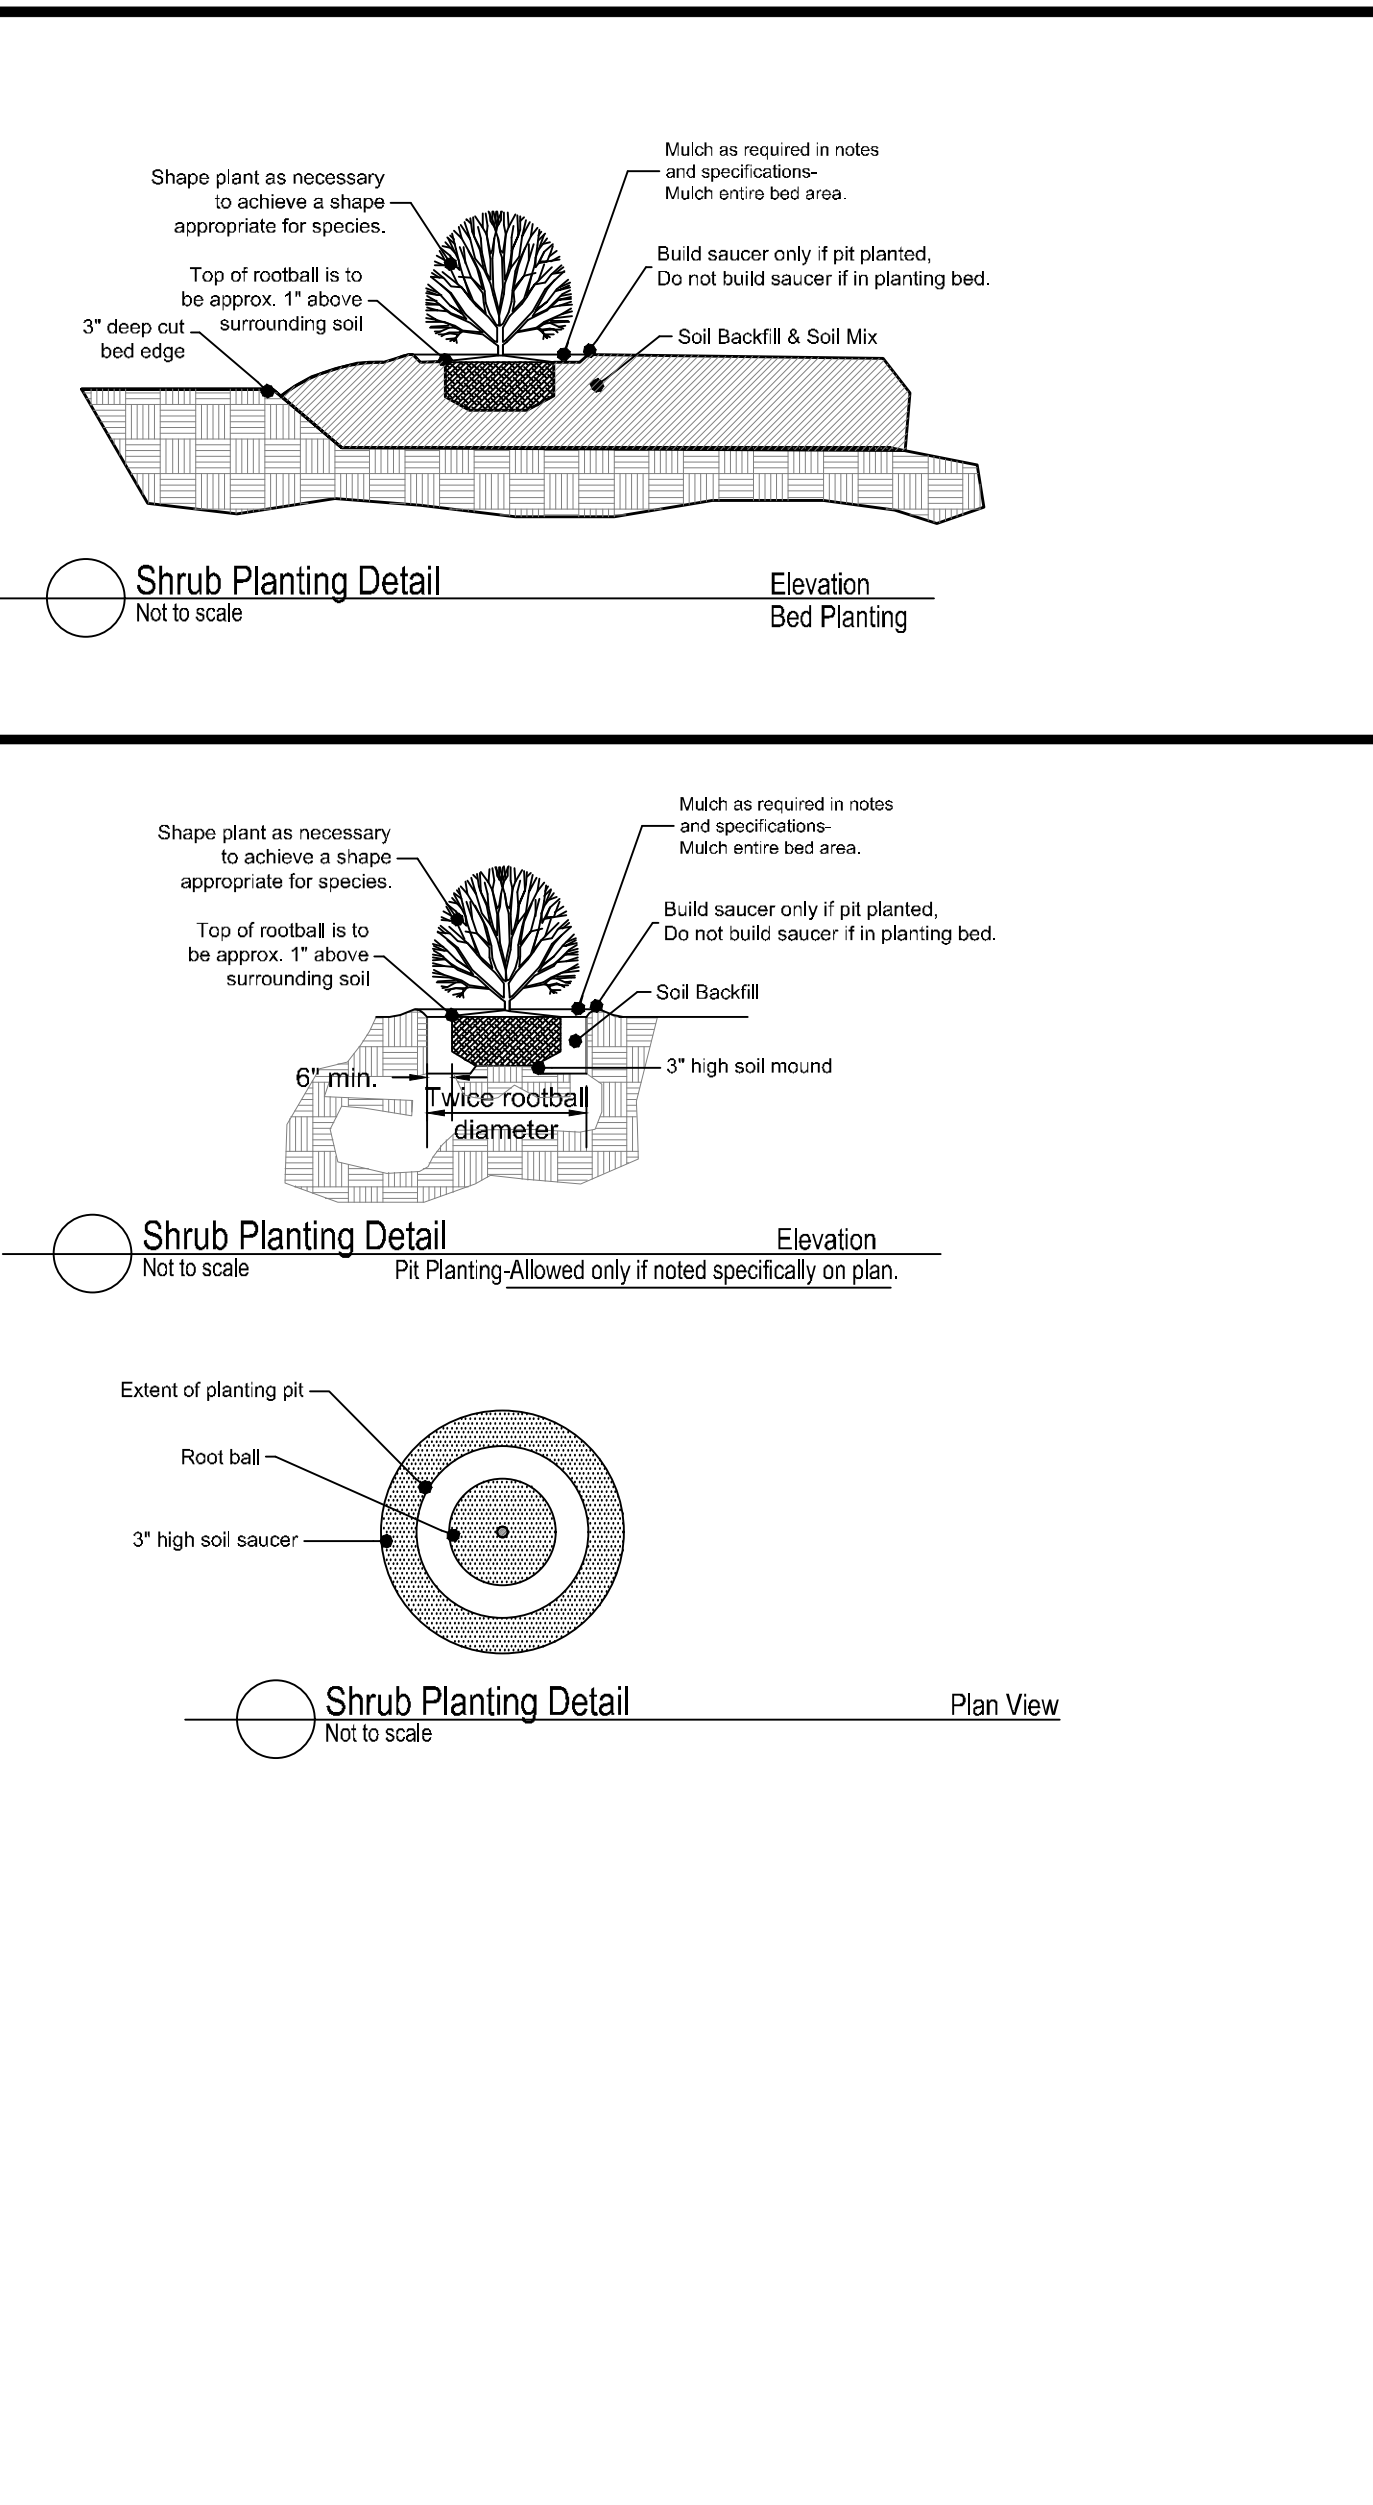 Mulch as required in notes
and specifications-
Mulch entire bed area.
Shape plant as necessary
to achieve a shape
appropriate for species.
Build saucer only if pit planted,
Do not build saucer if in planting bed.
Top of rootball is to
be approx. 1" above
surrounding soil
3" deep cut
bed edge
Soil Backfill & Soil Mix
Shrub Planting Detail
Not to scale
Elevation
Bed Planting
Mulch as required in notes
and specifications-
Mulch entire bed area.
Shape plant as necessary
to achieve a shape
appropriate for species.
Build saucer only if pit planted,
Do not build saucer if in planting bed.
Top of rootball is to
be approx. 1" above
surrounding soil
Soil Backfill
3" high soil mound
6" min.
Twice rootball
diameter
Shrub Planting Detail
Not to scale
Elevation
Pit Planting-Allowed only if noted specifically on plan.
Extent of planting pit
Root ball
3" high soil saucer
Shrub Planting Detail
Not to scale
Plan View